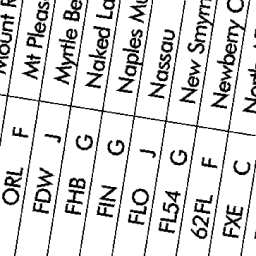 Mount R
ORL F Mt Pleas
FDW J Myrtle Be
FHB G Naked La
FIN G Naples Mu
FLO J Nassau
FL54 G New Smyrn
62FL F Newberry C
FXE C